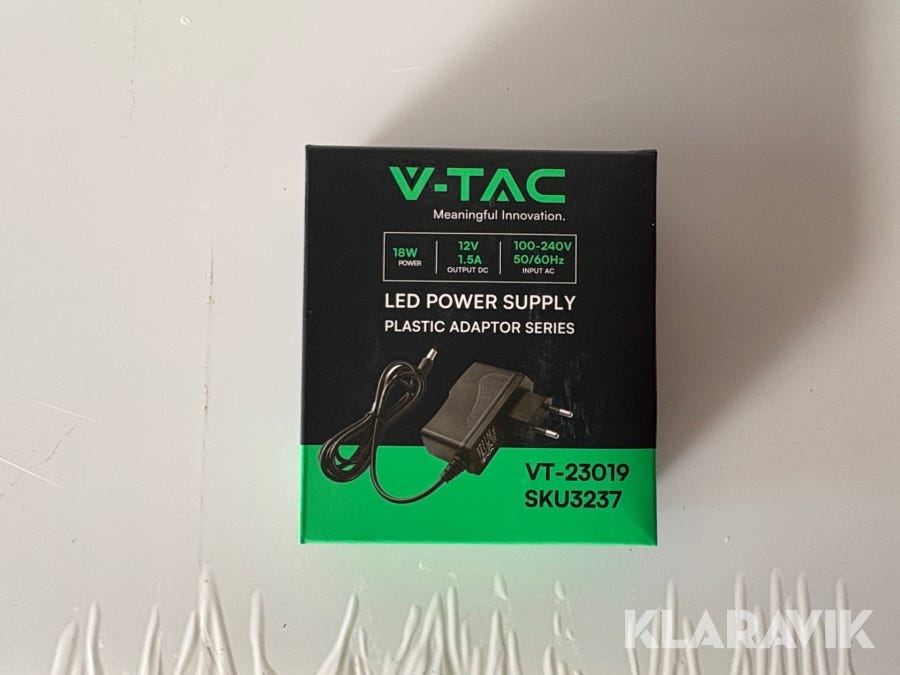 V-TAC
Meaningful Innovation.
18W
POWER
12V
1.5A
OUTPUT DC
100-240V
50/60Hz
INPUT AC
LED POWER SUPPLY
PLASTIC ADAPTOR SERIES
VT-23019
SKU3237
KLARAVIK